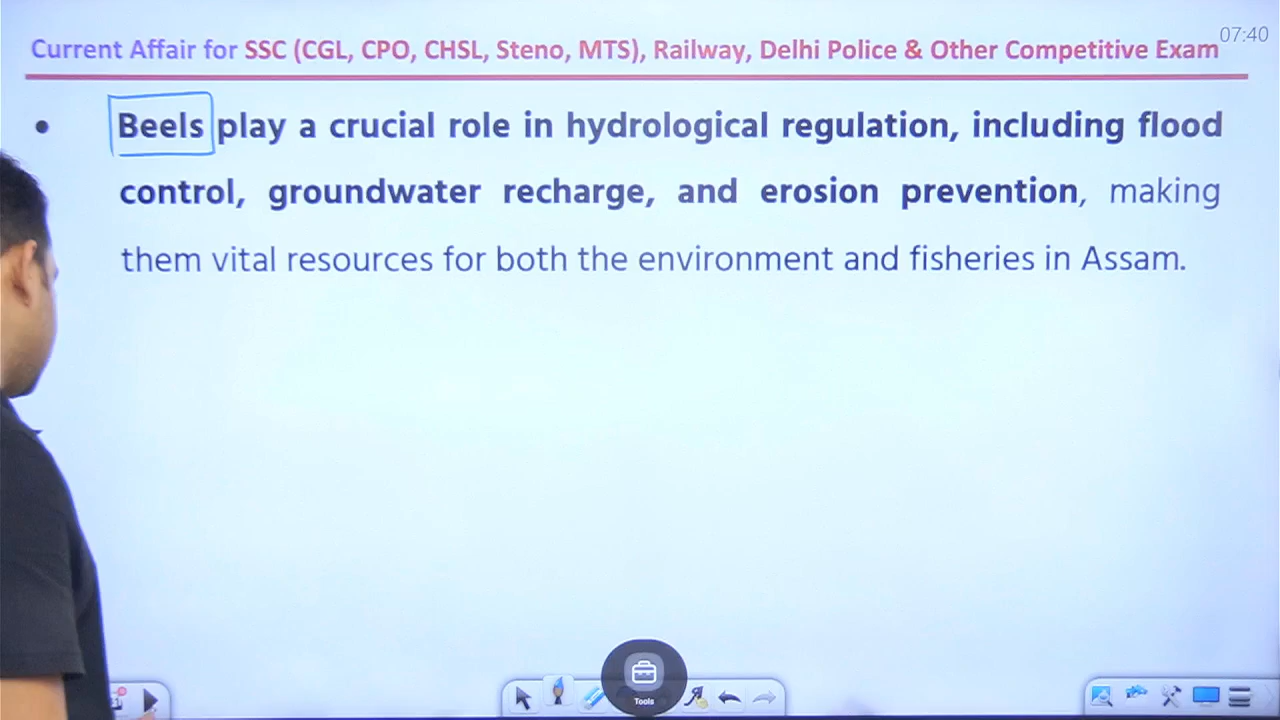 Current Affair for SSC (CGL, CPO, CHSL, Steno, MTS), Railway, Delhi Police & Other Competitive Exam
07:40
• Beels play a crucial role in hydrological regulation, including flood
control, groundwater recharge, and erosion prevention, making
them vital resources for both the environment and fisheries in Assam.
Tools